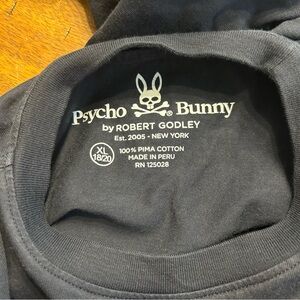 Psycho Bunny®
by ROBERT GODLEY
Est. 2005 - NEW YORK
XL
18/20
100% PIMA COTTON
MADE IN PERU
RN 125028